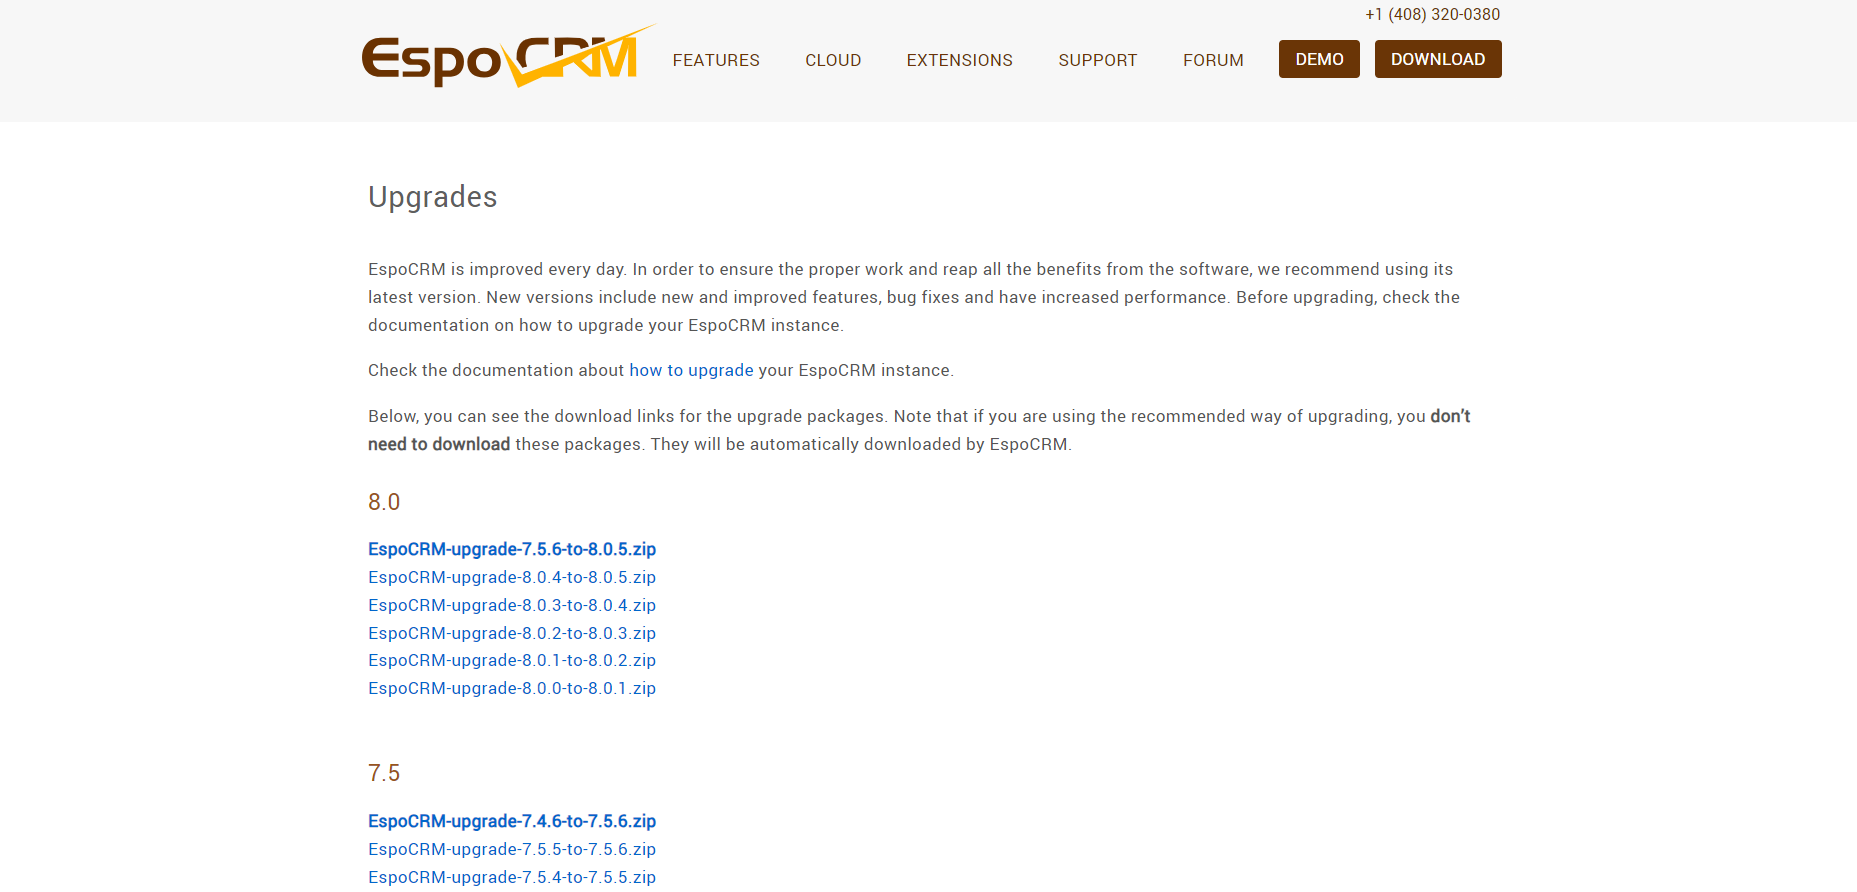 +1 (408) 320-0380
EspoCRM
FEATURES
CLOUD
EXTENSIONS
SUPPORT
FORUM
DEMO
DOWNLOAD
Upgrades
EspoCRM is improved every day. In order to ensure the proper work and reap all the benefits from the software, we recommend using its
latest version. New versions include new and improved features, bug fixes and have increased performance. Before upgrading, check the
documentation on how to upgrade your EspoCRM instance.
Check the documentation about how to upgrade your EspoCRM instance.
Below, you can see the download links for the upgrade packages. Note that if you are using the recommended way of upgrading, you don’t
need to download these packages. They will be automatically downloaded by EspoCRM.
8.0
EspoCRM-upgrade-7.5.6-to-8.0.5.zip
EspoCRM-upgrade-8.0.4-to-8.0.5.zip
EspoCRM-upgrade-8.0.3-to-8.0.4.zip
EspoCRM-upgrade-8.0.2-to-8.0.3.zip
EspoCRM-upgrade-8.0.1-to-8.0.2.zip
EspoCRM-upgrade-8.0.0-to-8.0.1.zip
7.5
EspoCRM-upgrade-7.4.6-to-7.5.6.zip
EspoCRM-upgrade-7.5.5-to-7.5.6.zip
EspoCRM-upgrade-7.5.4-to-7.5.5.zip